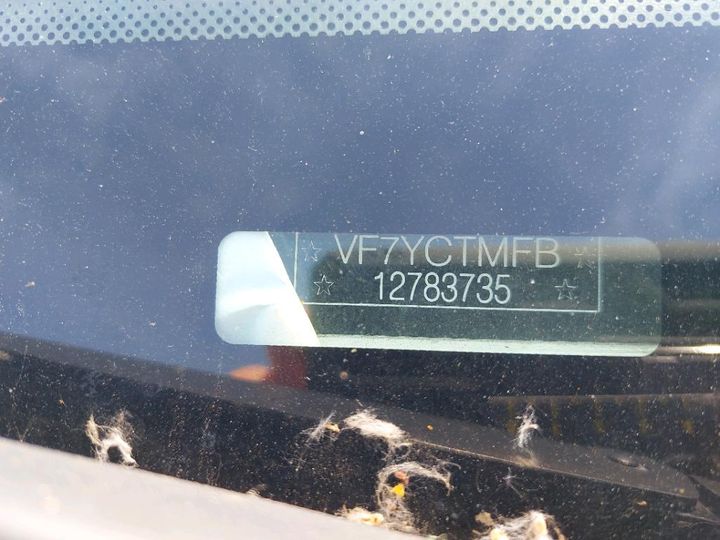 ☆ VF7YCTMFB ☆
☆ 12783735 ☆